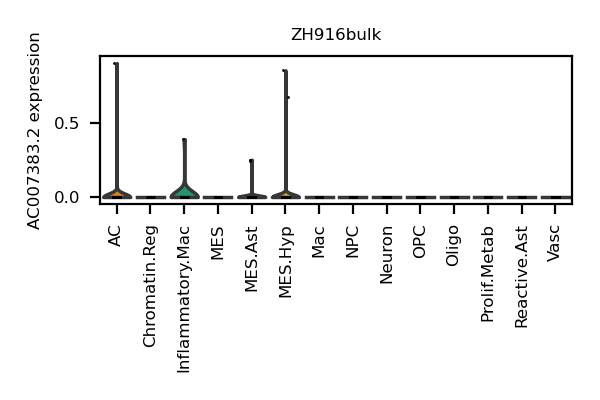 ZH916bulk
AC007383.2 expression
0.5
0.0
AC
Chromatin.Reg
Inflammatory.Mac
MES
MES.Ast
MES.Hyp
Mac
NPC
Neuron
OPC
Oligo
Prolif.Metab
Reactive.Ast
Vasc